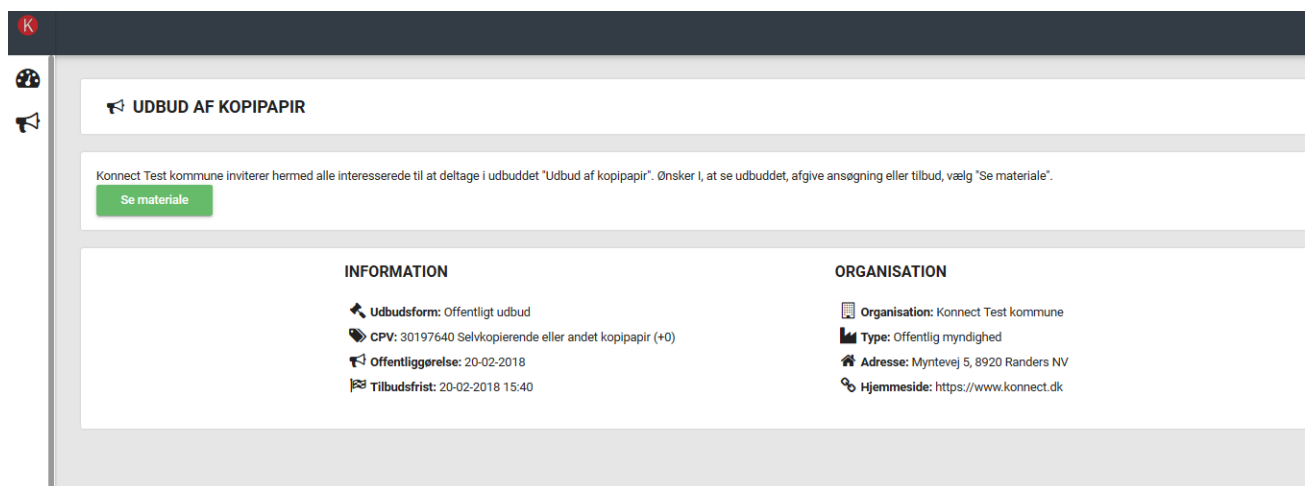 K
UDBUD AF KOPIPAPIR
Konnect Test kommune inviterer hermed alle interesserede til at deltage i udbuddet "Udbud af kopipapir". Ønsker I, at se udbuddet, afgive ansøgning eller tilbud, vælg "Se materiale".
Se materiale
INFORMATION
Udbudsform: Offentligt udbud
CPV: 30197640 Selvkopierende eller andet kopipapir (+0)
Offentliggørelse: 20-02-2018
Tilbudsfrist: 20-02-2018 15:40
ORGANISATION
Organisation: Konnect Test kommune
Type: Offentlig myndighed
Adresse: Myntevej 5, 8920 Randers NV
Hjemmeside: https://www.konnect.dk